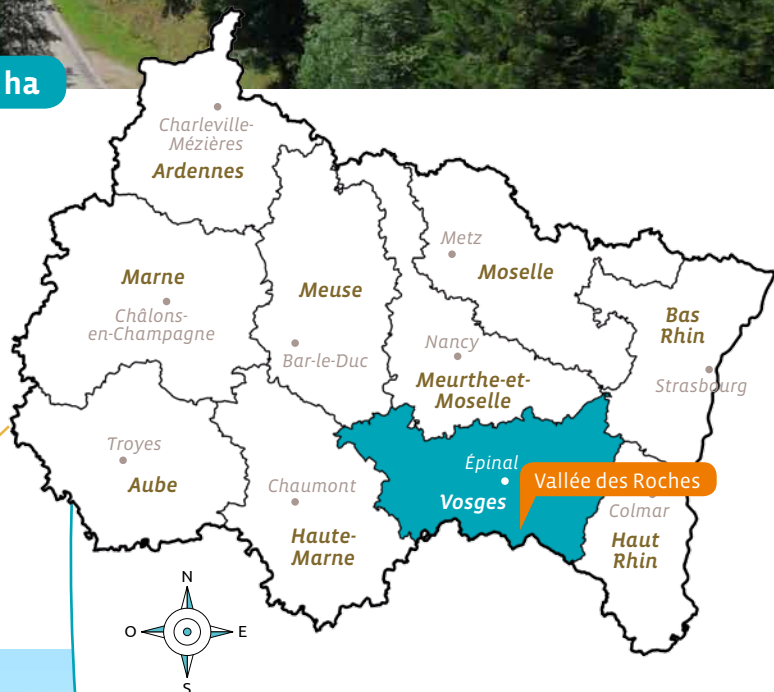 ha
Charleville-
Mézières
Ardennes
Marne
Châlons-
en-Champagne
Meuse
Bar-le-Duc
Metz
Moselle
Nancy
Meurthe-et-
Moselle
Bas
Rhin
Strasbourg
Troyes
Aube
Chaumont
Haute-
Marne
Épinal
Vosges
Vallée des Roches
Colmar
Haut
Rhin
N
O
E
S